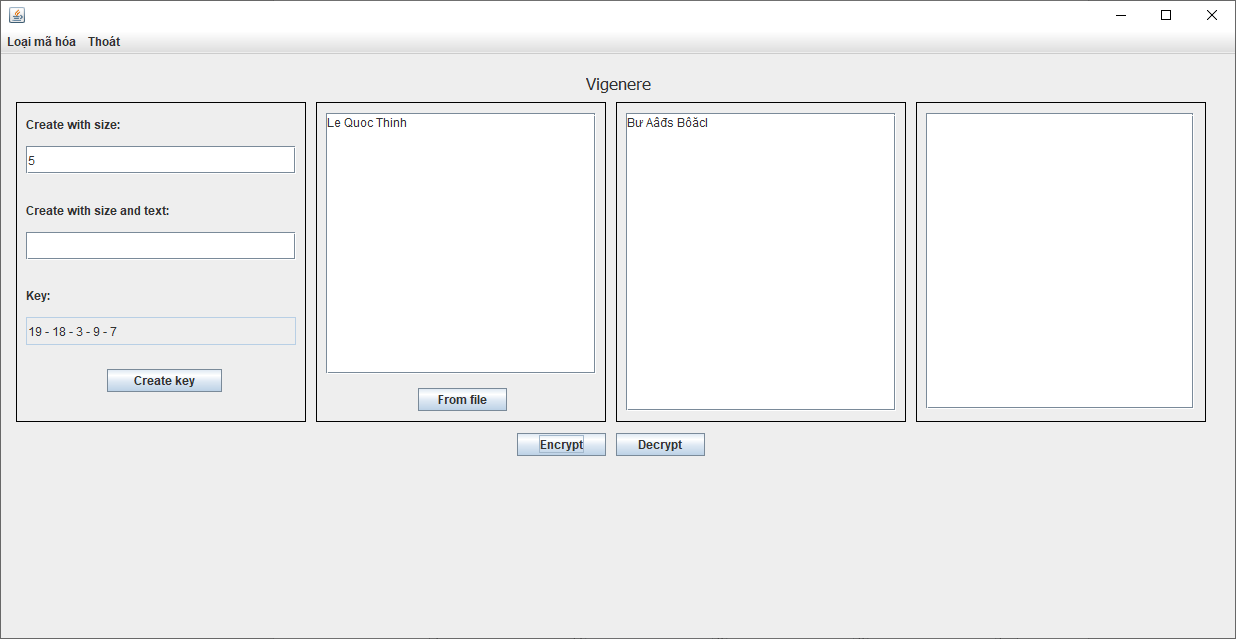 Loại mã hóa Thoát
Vigenere
Create with size:
5
Create with size and text:
Key:
19 - 18 - 3 - 9 - 7
Create key
Le Quoc Thinh
From file
Bư Aâđs Bôăcl
Encrypt Decrypt